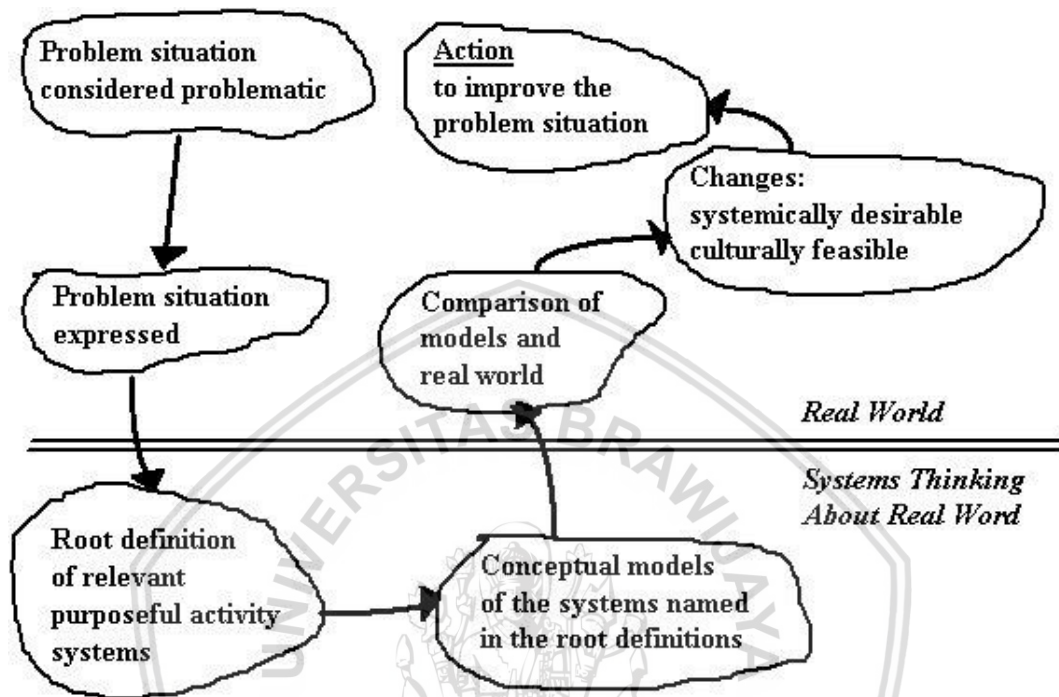 Problem situation
considered problematic
Action
to improve the
problem situation
Changes:
systemically desirable
culturally feasible
Problem situation
expressed
Comparison of
models and
real world
Real World
Systems Thinking
About Real Word
Root definition
of relevant
purposeful activity
systems
Conceptual models
of the systems named
in the root definitions
UNIVERSITAS BRAWIJAYA